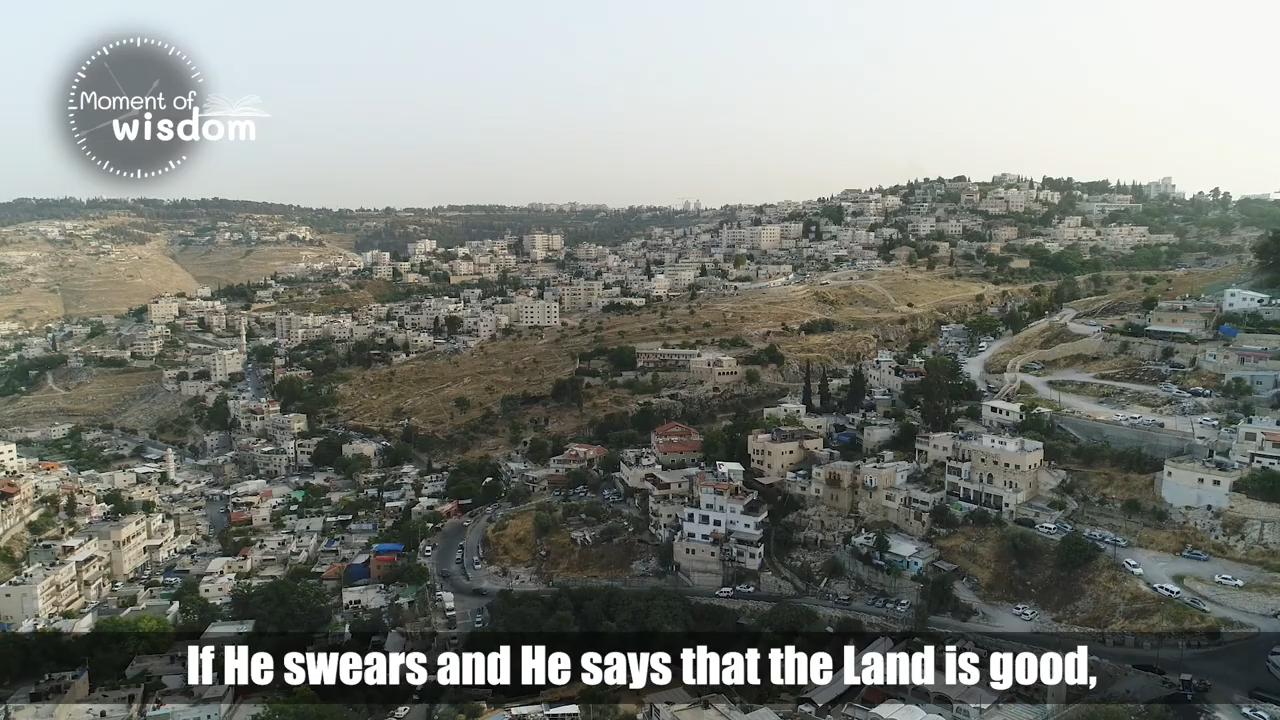 Moment of
wisdom
If He swears and He says that the Land is good,